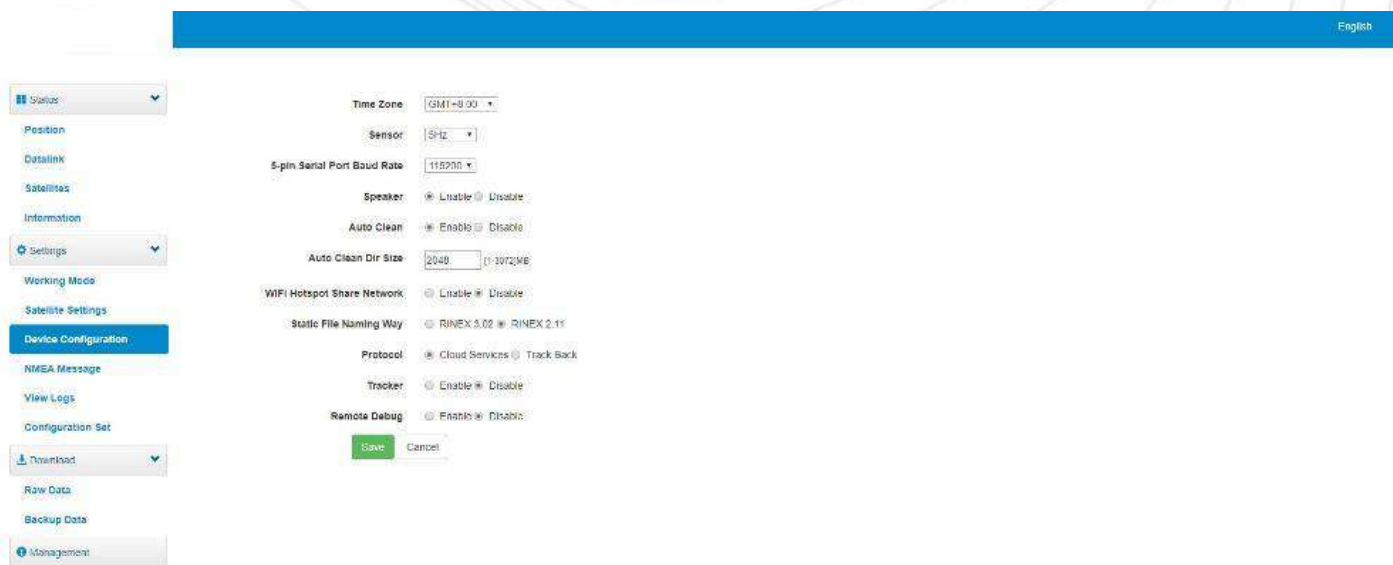 English
Status
Position
Datalink
Satellites
Information
Settings
Working Mode
Satellite Settings
Device Configuration
NMEA Message
View Logs
Configuration Set
Download
Raw Data
Backup Data
Management
Time Zone GMT+8:00
Sensor 5Hz
5-pin Serial Port Baud Rate 115200
Speaker Enable Disable
Auto Clean Enable Disable
Auto Clean Dir Size 2048 [1-3072]MB
WiFi Hotspot Share Network Enable Disable
Static File Naming Way RINEX 3.02 RINEX 2.11
Protocol Cloud Services Track Back
Tracker Enable Disable
Remote Debug Enable Disable
Save Cancel